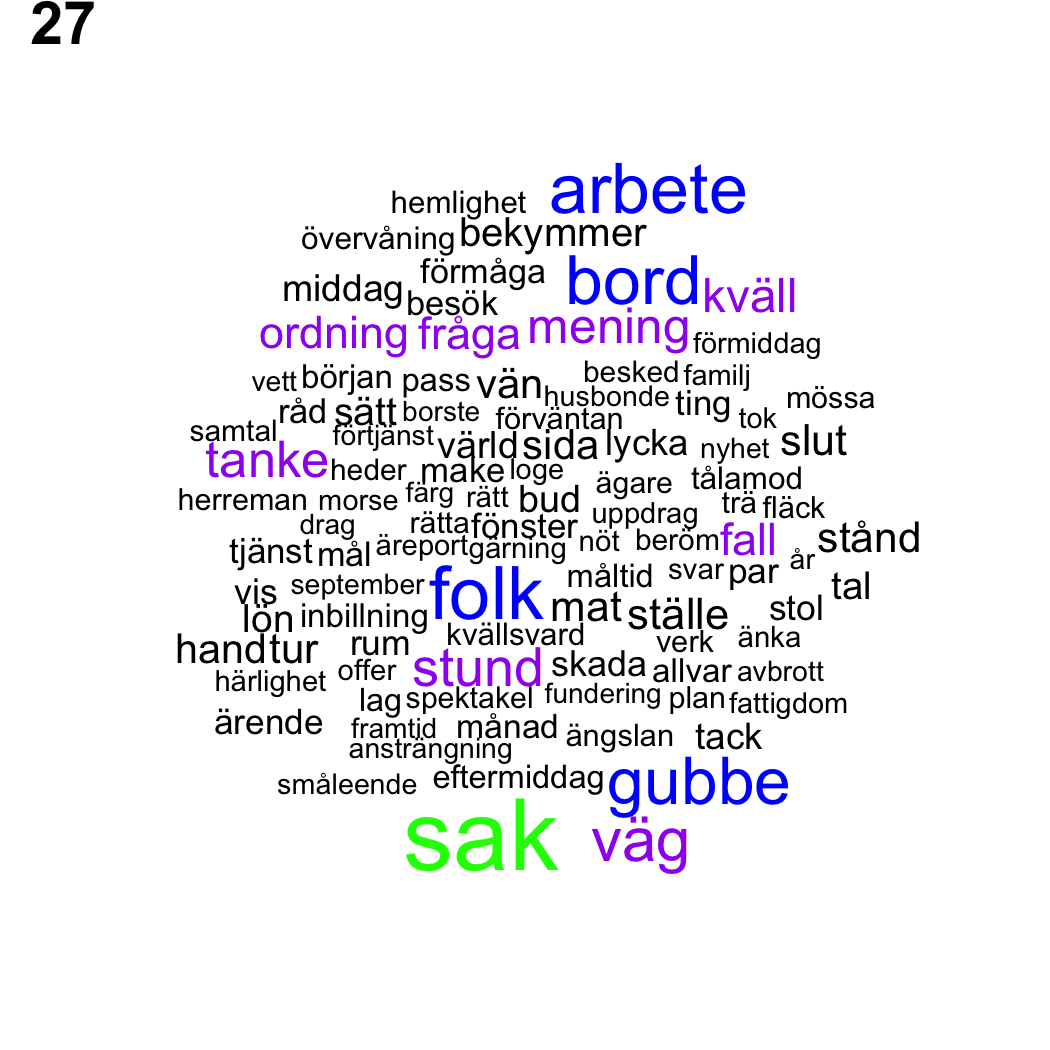 27
hemlighet arbete
övervåning bekymmer
middag förmåga bord kväll
besök
ordning fråga mening förmiddag
vett början pass vän besked familj
husbonde ting mössa
råd sätt borste förväntan tok
samtal förtjänst värld sida lycka nyhet slut
tanke heder make loge ägare tålamod
herreman morse färg rätt bud uppdrag trä fläck
drag rätta fönster
tjänst mål äreport gärning nöt beröm fall år stånd
vis september folk måltid svar par tal
lön inbillning mat ställe stol
handtur rum kvällsvard verk änka
härlighet offer stund skada allvar avbrott
lag spektakel fundering plan fattigdom
ärende framtid månad ängslan tack
ansträngning
småleende eftermiddag gubbe
sak väg